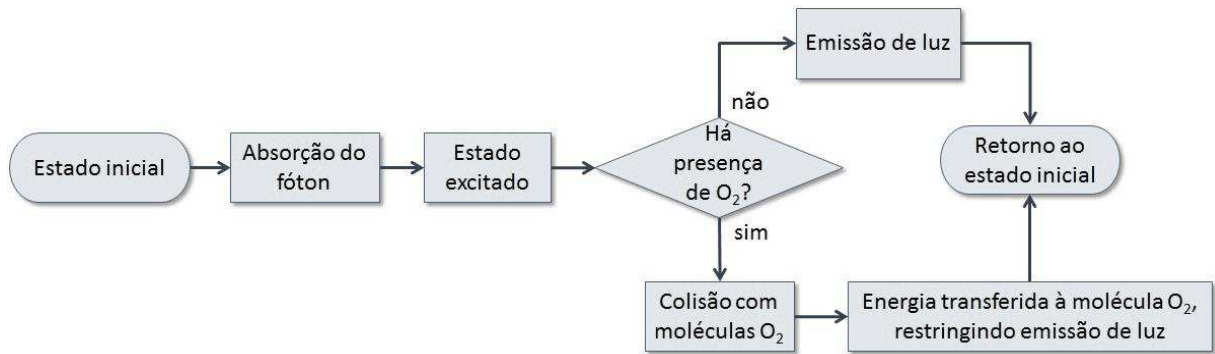 Estado inicial
Absorção do
fóton
Estado
excitado
Há
presença
de O₂?
não
Emissão de luz
Retorno ao
estado inicial
sim
Colisão com
moléculas O₂
Energia transferida à molécula O₂,
restringindo emissão de luz